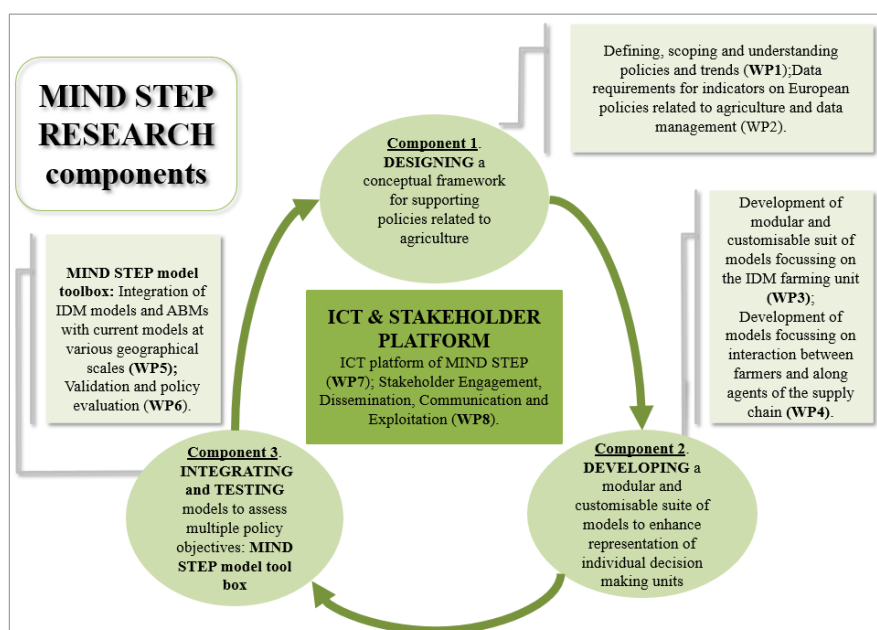 MIND STEP
RESEARCH
components
Defining, scoping and understanding
policies and trends (WP1);Data
requirements for indicators on European
policies related to agriculture and data
management (WP2).
Component 1.
DESIGNING a
conceptual framework
for supporting
policies related to
agriculture
Development of
modular and
customisable suit of
models focussing on
the IDM farming unit
(WP3);
Development of
models focussing on
interaction between
farmers and along
agents of the supply
chain (WP4).
MIND STEP model
toolbox: Integration of
IDM models and ABMs
with current models at
various geographical
scales (WP5);
Validation and policy
evaluation (WP6).
ICT & STAKEHOLDER
PLATFORM
ICT platform of MIND STEP
(WP7); Stakeholder Engagement,
Dissemination, Communication and
Exploitation (WP8).
Component 3.
INTEGRATING
and TESTING
models to assess
multiple policy
objectives: MIND
STEP model tool
box
Component 2.
DEVELOPING a
modular and
customisable suite of
models to enhance
representation of
individual decision
making units